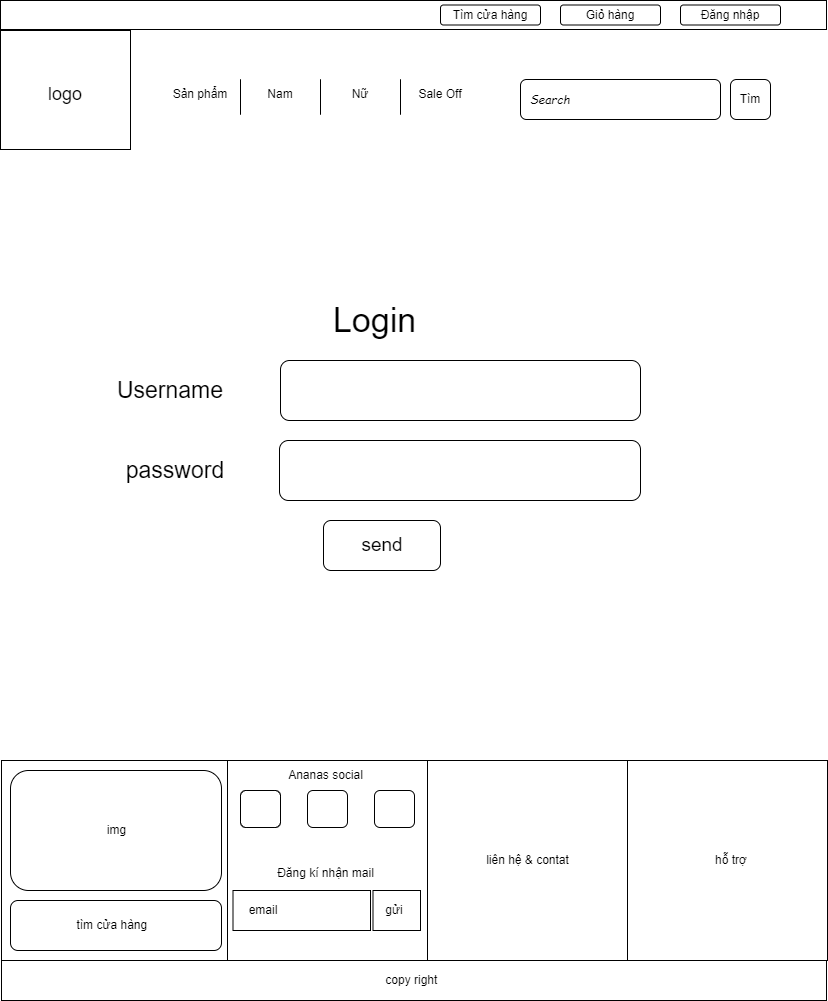 Tìm cửa hàng
Giỏ hàng
Đăng nhập
logo
Sản phẩm
Nam
Nữ
Sale Off
Search
Tìm
Login
Username
password
send
img
tìm cửa hàng
Ananas social
Đăng kí nhận mail
email
gửi
liên hệ & contat
hỗ trợ
copy right